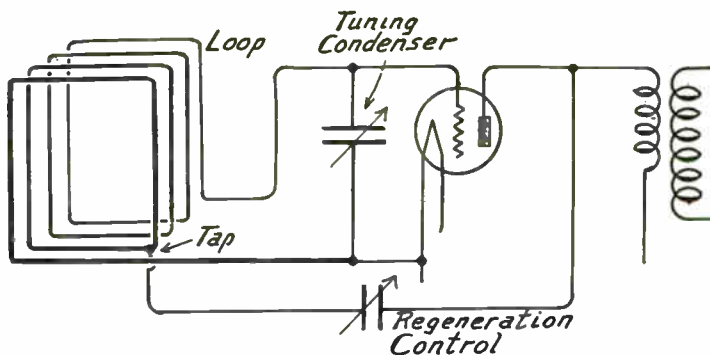 Loop
Tuning
Condenser
Tap
Regeneration
Control